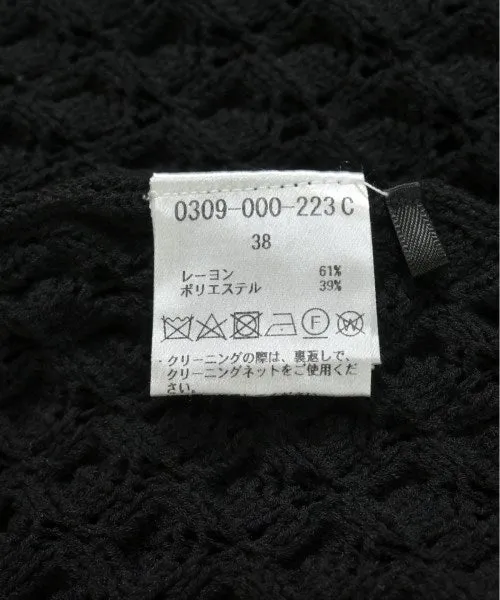 0309-000-223 C
38
レーヨン 61%
ポリエステル 39%
F W
・クリーニングの際は、裏返しで、
クリーニングネットをご使用くだ
さい。